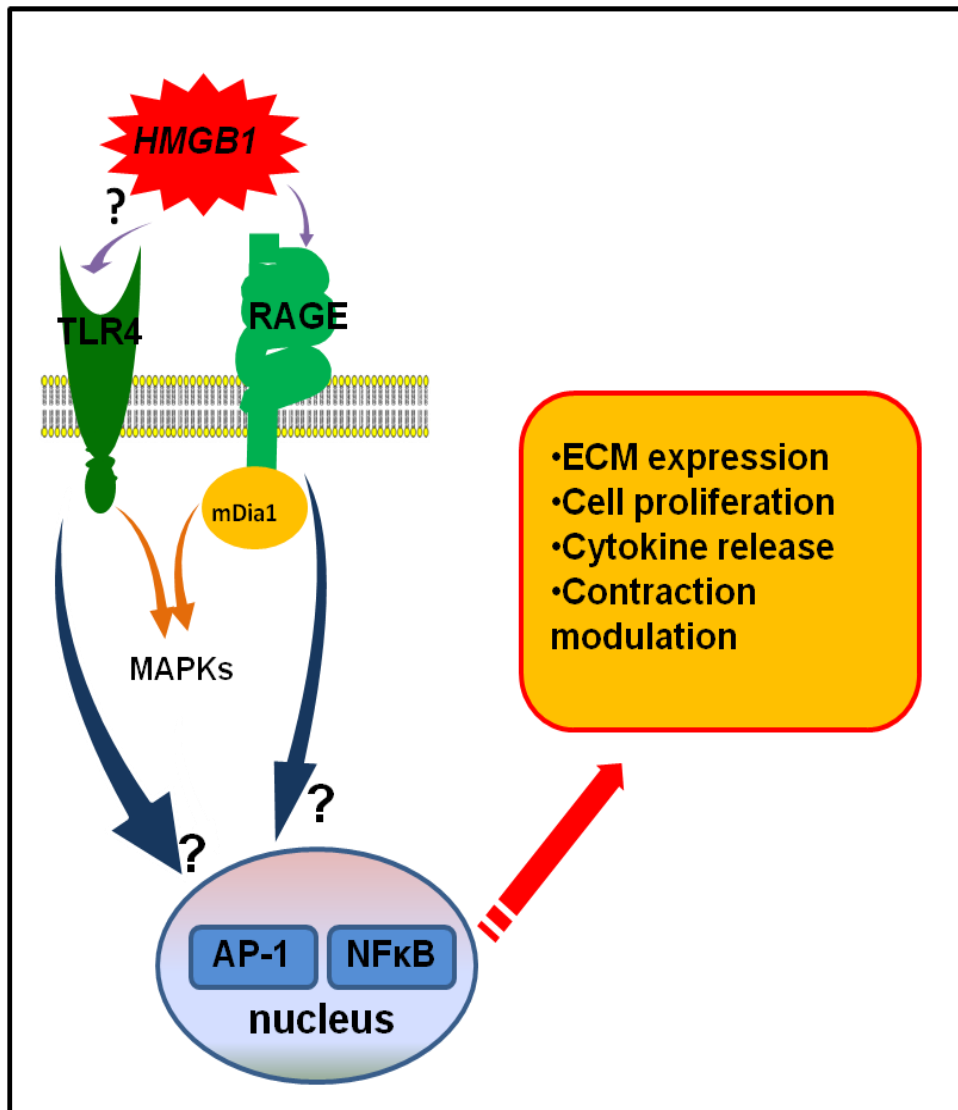 HMGB1
?
TLR4
RAGE
mDia1
MAPKs
•ECM expression
•Cell proliferation
•Cytokine release
•Contraction
modulation
?
?
AP-1
NFκB
nucleus